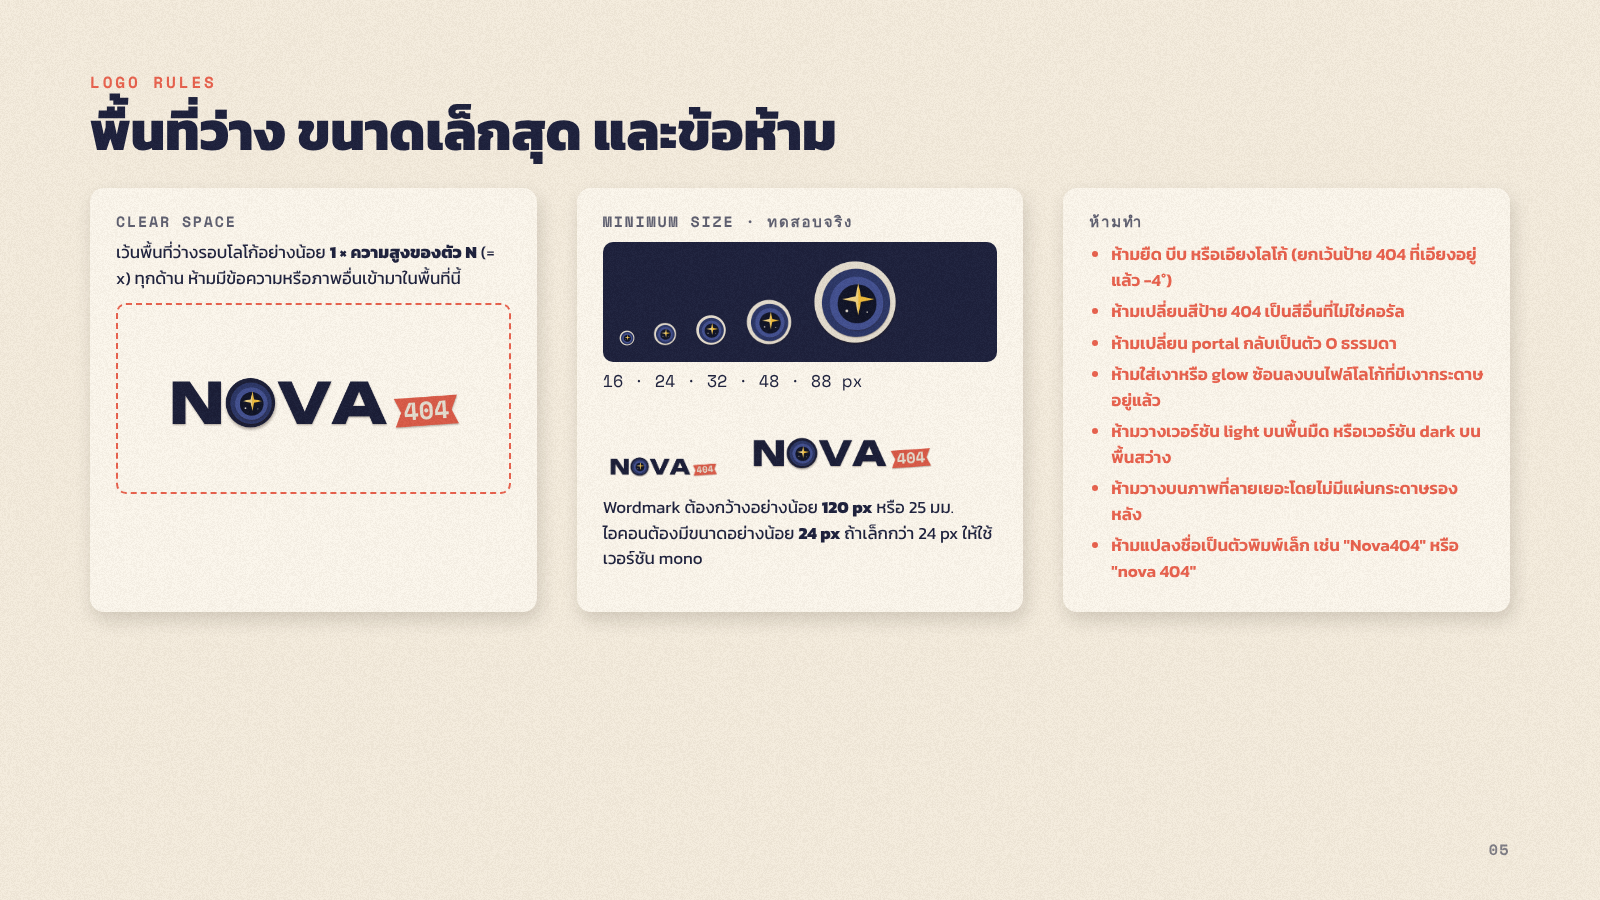 LOGO RULES
พื้นที่ว่าง ขนาดเล็กสุด และข้อห้าม
CLEAR SPACE
เว้นพื้นที่ว่างรอบโลโก้อย่างน้อย 1 × ความสูงของตัว N (=
x) ทุกด้าน ห้ามมีข้อความหรือภาพอื่นเข้ามาในพื้นที่นี้
NOVA 404
MINIMUM SIZE · ทดสอบจริง
16 · 24 · 32 · 48 · 88 px
NOVA 404
NOVA 404
Wordmark ต้องกว้างอย่างน้อย 120 px หรือ 25 มม.
ไอคอนต้องมีขนาดอย่างน้อย 24 px ถ้าเล็กกว่า 24 px ให้ใช้
เวอร์ชัน mono
ห้ามทำ
• ห้ามยืด บีบ หรือเอียงโลโก้ (ยกเว้นป้าย 404 ที่เอียงอยู่
แล้ว -4°)
• ห้ามเปลี่ยนสีป้าย 404 เป็นสีอื่นที่ไม่ใช่คอรัล
• ห้ามเปลี่ยน portal กลับเป็นตัว O ธรรมดา
• ห้ามใส่เงาหรือ glow ซ้อนลงบนไฟล์โลโก้ที่มีเงากระดาษ
อยู่แล้ว
• ห้ามวางเวอร์ชัน light บนพื้นมืด หรือเวอร์ชัน dark บน
พื้นสว่าง
• ห้ามวางบนภาพที่ลายเยอะโดยไม่มีแผ่นกระดาษรอง
หลัง
• ห้ามแปลงชื่อเป็นตัวพิมพ์เล็ก เช่น "Nova404" หรือ
"nova 404"
05